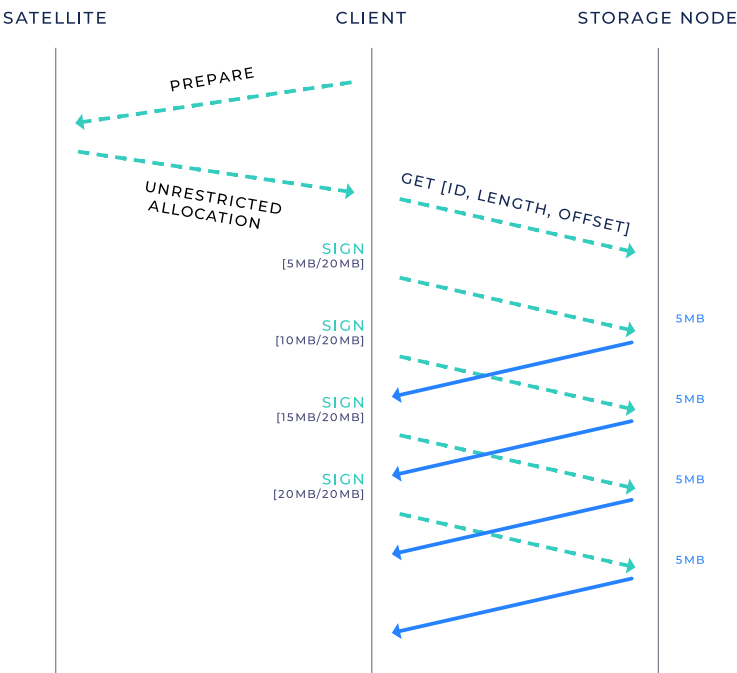 SATELLITE
CLIENT
STORAGE NODE
PREPARE
UNRESTRICTED
ALLOCATION
GET [ID, LENGTH, OFFSET]
SIGN
[5MB/20MB]
5MB
SIGN
[10MB/20MB]
5MB
SIGN
[15MB/20MB]
5MB
SIGN
[20MB/20MB]
5MB